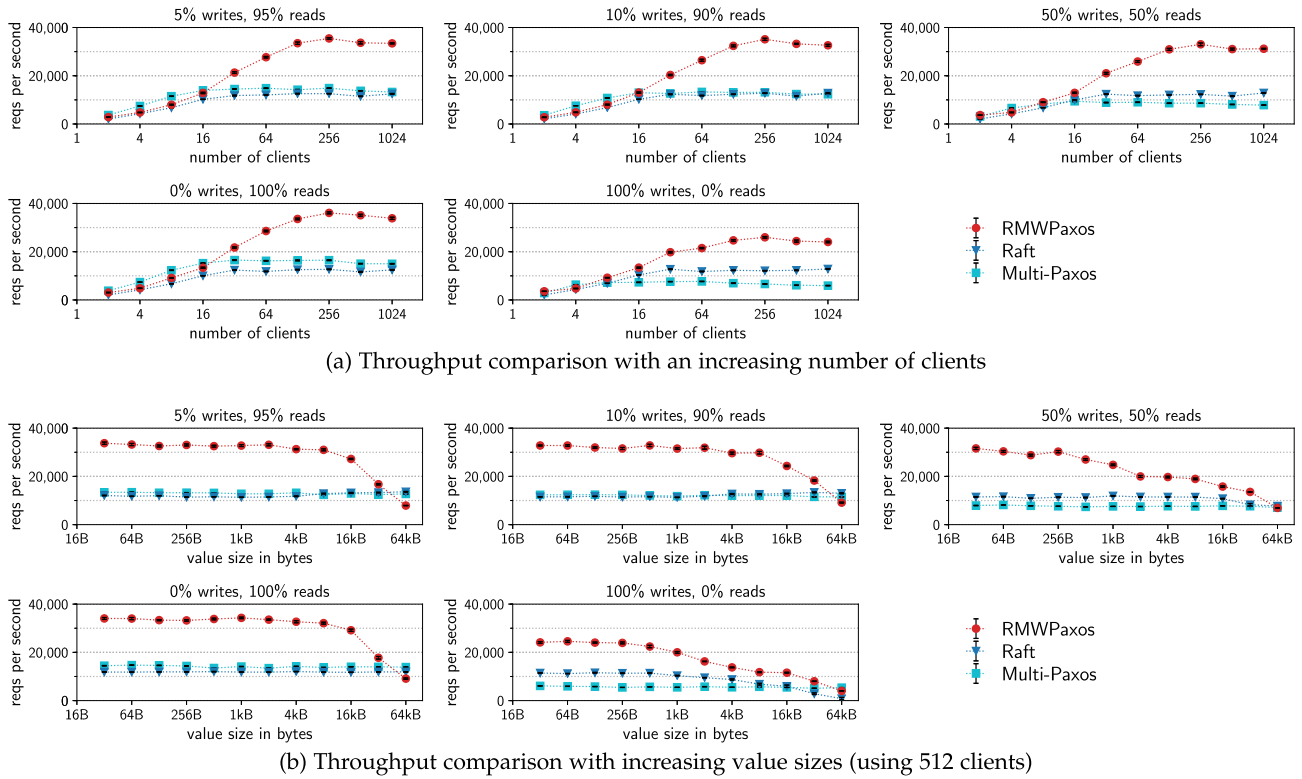 5% writes, 95% reads
reqs per second
40,000
20,000
0
1 4 16 64 256 1024
number of clients
10% writes, 90% reads
reqs per second
40,000
20,000
0
1 4 16 64 256 1024
number of clients
50% writes, 50% reads
reqs per second
40,000
20,000
0
1 4 16 64 256 1024
number of clients
0% writes, 100% reads
reqs per second
40,000
20,000
0
1 4 16 64 256 1024
number of clients
100% writes, 0% reads
reqs per second
40,000
20,000
0
1 4 16 64 256 1024
number of clients
RMWPaxos
Raft
Multi-Paxos
(a) Throughput comparison with an increasing number of clients
5% writes, 95% reads
reqs per second
40,000
20,000
0
16B 64B 256B 1kB 4kB 16kB 64kB
value size in bytes
10% writes, 90% reads
reqs per second
40,000
20,000
0
16B 64B 256B 1kB 4kB 16kB 64kB
value size in bytes
50% writes, 50% reads
reqs per second
40,000
20,000
0
16B 64B 256B 1kB 4kB 16kB 64kB
value size in bytes
0% writes, 100% reads
reqs per second
40,000
20,000
0
16B 64B 256B 1kB 4kB 16kB 64kB
value size in bytes
100% writes, 0% reads
reqs per second
40,000
20,000
0
16B 64B 256B 1kB 4kB 16kB 64kB
value size in bytes
RMWPaxos
Raft
Multi-Paxos
(b) Throughput comparison with increasing value sizes (using 512 clients)